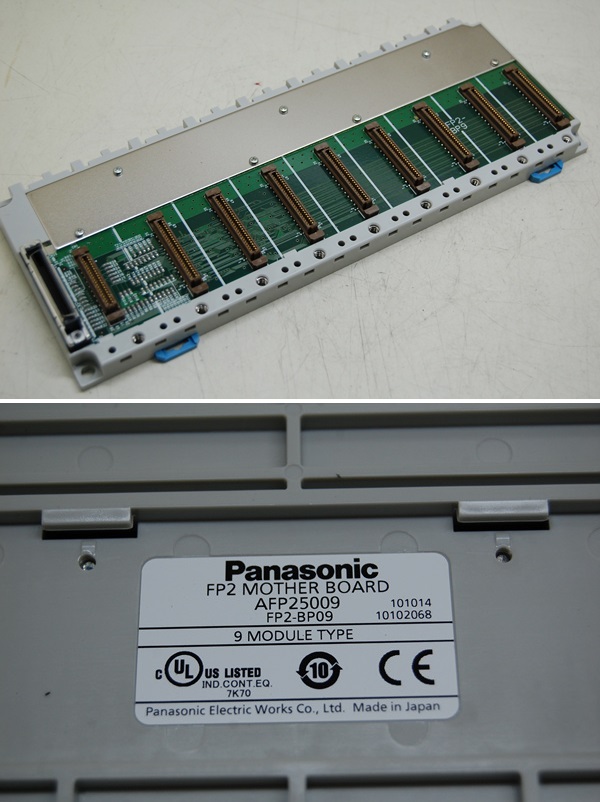 FP2-
BP9
Panasonic
FP2 MOTHER BOARD
AFP25009 101014
FP2-BP09 10102068
9 MODULE TYPE
C UL US LISTED
IND.CONT.EQ.
7K70
10
CE
Panasonic Electric Works Co., Ltd. Made in Japan